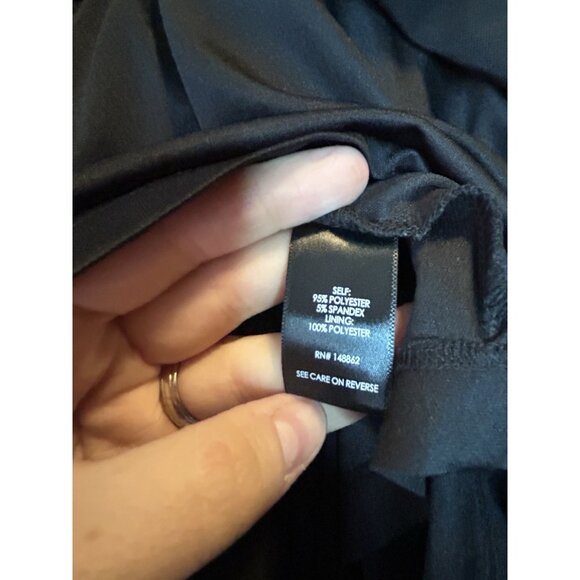 SELF:
95% POLYESTER
5% SPANDEX
LINING:
100% POLYESTER
RN# 148862
SEE CARE ON REVERSE